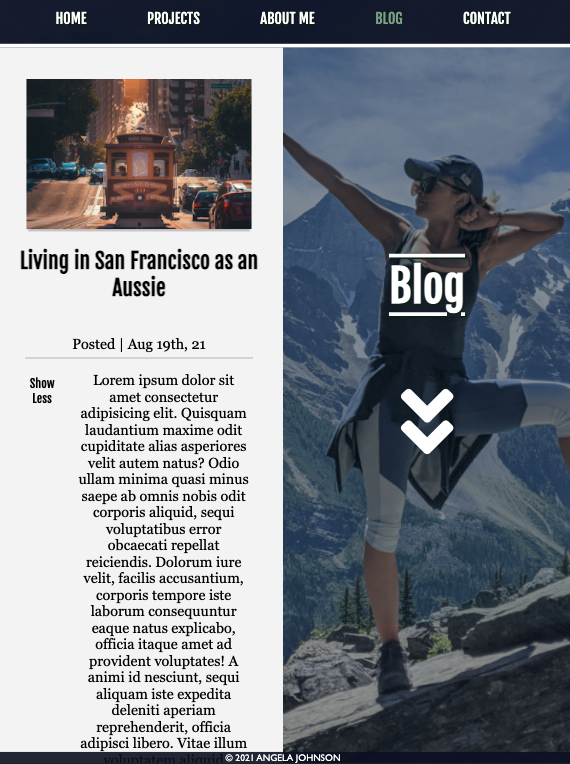 HOME PROJECTS ABOUT ME BLOG CONTACT
Living in San Francisco as an
Aussie
Posted | Aug 19th, 21
Show
Less
Lorem ipsum dolor sit
amet consectetur
adipisicing elit. Quisquam
laudantium maxime odit
cupiditate alias asperiores
velit autem natus? Odio
ullam minima quasi minus
saepe ab omnis nobis odit
corporis aliquid, sequi
voluptatibus error
obcaecati repellat
reiciendis. Dolorum iure
velit, facilis accusantium,
corporis tempore iste
laborum consequuntur
eaque natus explicabo,
officia itaque amet ad
provident voluptates! A
animi id nesciunt, sequi
aliquam iste expedita
deleniti aperiam
reprehenderit, officia
adipisci libero. Vitae illum
voluptatem aliquid
Blog
© 2021 ANGELA JOHNSON